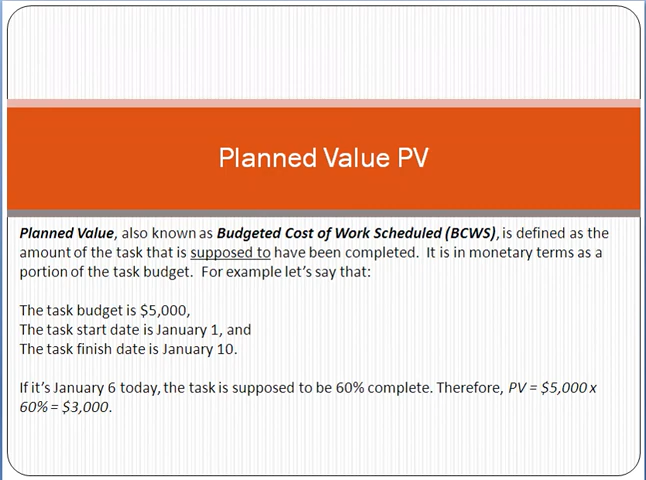 Planned Value PV
Planned Value, also known as Budgeted Cost of Work Scheduled (BCWS), is defined as the
amount of the task that is supposed to have been completed.  It is in monetary terms as a
portion of the task budget.  For example let's say that:
The task budget is $5,000,
The task start date is January 1, and
The task finish date is January 10.
If it's January 6 today, the task is supposed to be 60% complete. Therefore, PV = $5,000 x
60% = $3,000.